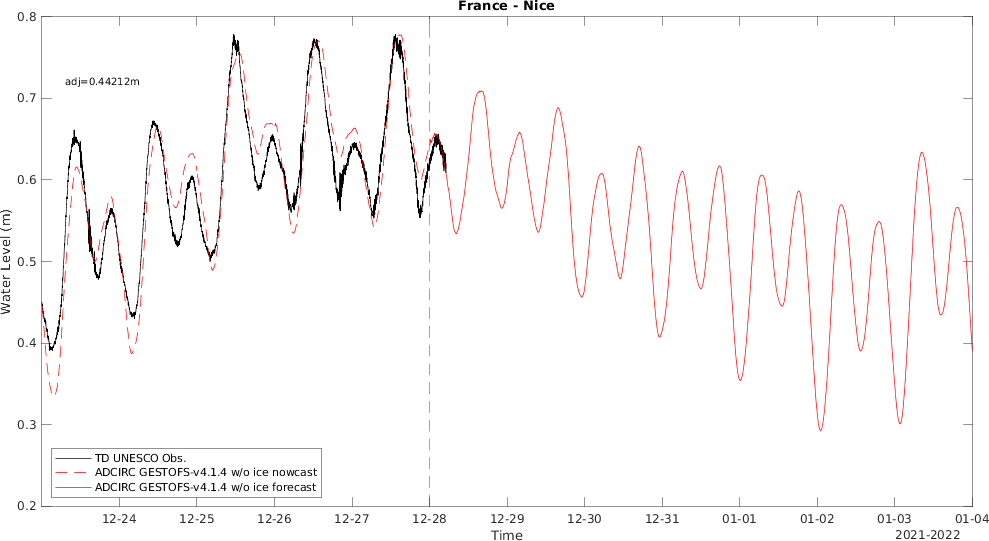 France - Nice
0.8
0.7
0.6
0.5
0.4
0.3
0.2
Water Level (m)
adj=0.44212m
TD UNESCO Obs.
ADCIRC GESTOFS-v4.1.4 w/o ice nowcast
ADCIRC GESTOFS-v4.1.4 w/o ice forecast
12-24 12-25 12-26 12-27 12-28 12-29 12-30 12-31 01-01 01-02 01-03 01-04
Time
2021-2022